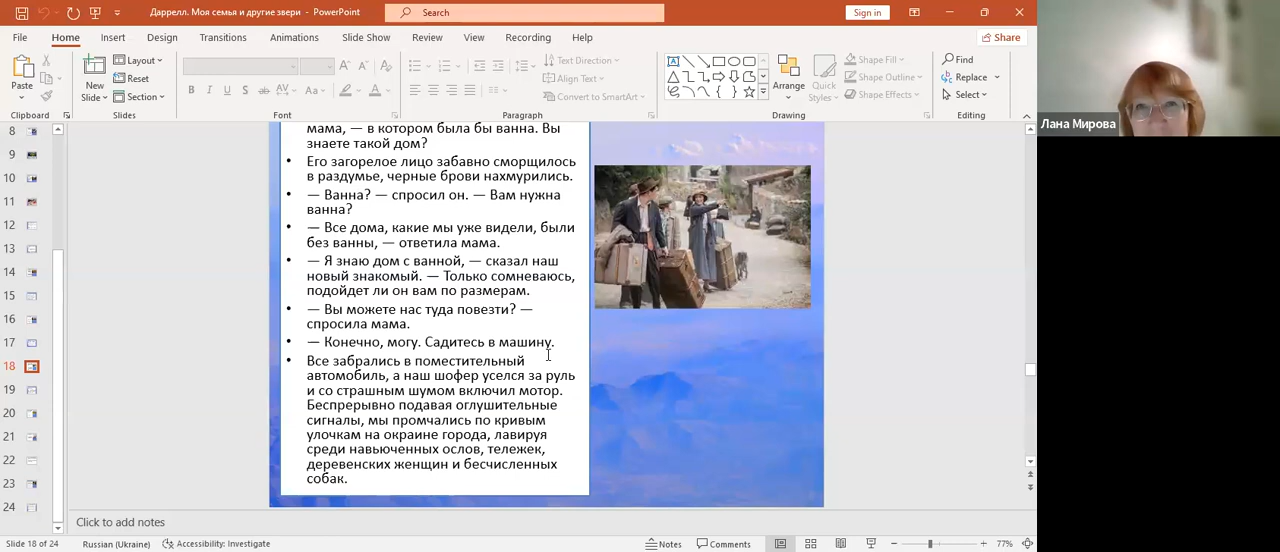 Даррелл. Моя семья и другие звери - PowerPoint
Search
Sign in
File Home Insert Design Transitions Animations Slide Show Review View Recording Help
Share
Paste
New Slide
Layout
Reset
Section
Text Direction
Align Text
Convert to SmartArt
Arrange
Quick Styles
Shape Fill
Shape Outline
Shape Effects
Find
Replace
Select
Clipboard
Slides
Font
Paragraph
Drawing
Editing
Лана Мирова
8
9
10
11
12
13
14
15
16
17
18
19
20
21
22
23
24
мама, — в котором была бы ванна. Вы
знаете такой дом?
• Его загорелое лицо забавно сморщилось
в раздумье, черные брови нахмурились.
• — Ванна? — спросил он. — Вам нужна
ванна?
• — Все дома, какие мы уже видели, были
без ванны, — ответила мама.
• — Я знаю дом с ванной, — сказал наш
новый знакомый. — Только сомневаюсь,
подойдет ли он вам по размерам.
• — Вы можете нас туда повезти? —
спросила мама.
• — Конечно, могу. Садитесь в машину.
• Все забрались в поместительный
автомобиль, а наш шофер уселся за руль
и со страшным шумом включил мотор.
Беспрерывно подавая оглушительные
сигналы, мы промчались по кривым
улочкам на окраине города, лавируя
среди навьюченных ослов, тележек,
деревенских женщин и бесчисленных
собак.
Click to add notes
Slide 18 of 24
Russian (Ukraine)
Accessibility: Investigate
Notes
Comments
77%